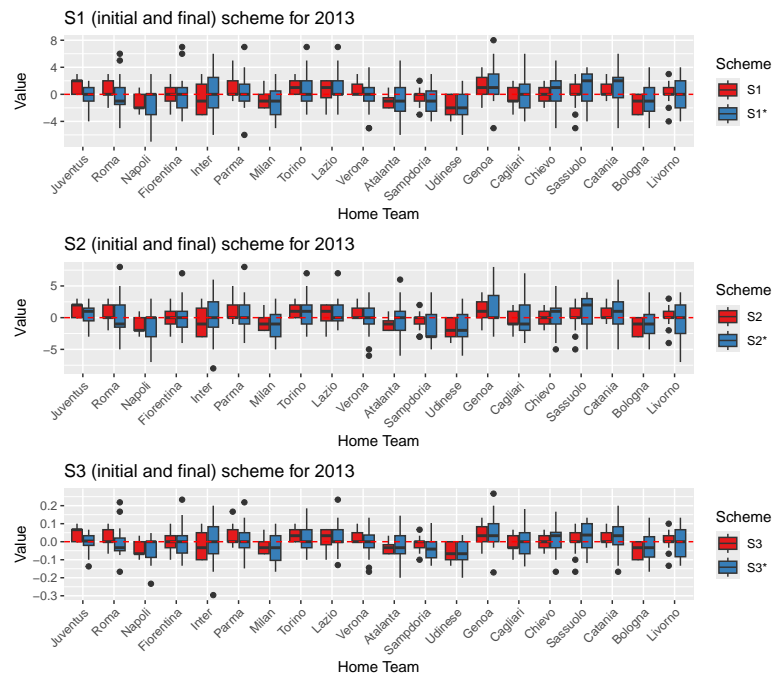 S1 (initial and final) scheme for 2013
Value
8
4
0
−4
Juventus
Roma
Napoli
Fiorentina
Inter
Parma
Milan
Torino
Lazio
Verona
Atalanta
Sampdoria
Udinese
Genoa
Cagliari
Chievo
Sassuolo
Catania
Bologna
Livorno
Home Team
Scheme
S1
S1*
S2 (initial and final) scheme for 2013
Value
5
0
−5
Juventus
Roma
Napoli
Fiorentina
Inter
Parma
Milan
Torino
Lazio
Verona
Atalanta
Sampdoria
Udinese
Genoa
Cagliari
Chievo
Sassuolo
Catania
Bologna
Livorno
Home Team
Scheme
S2
S2*
S3 (initial and final) scheme for 2013
Value
0.2
0.1
0.0
−0.1
−0.2
−0.3
Juventus
Roma
Napoli
Fiorentina
Inter
Parma
Milan
Torino
Lazio
Verona
Atalanta
Sampdoria
Udinese
Genoa
Cagliari
Chievo
Sassuolo
Catania
Bologna
Livorno
Home Team
Scheme
S3
S3*